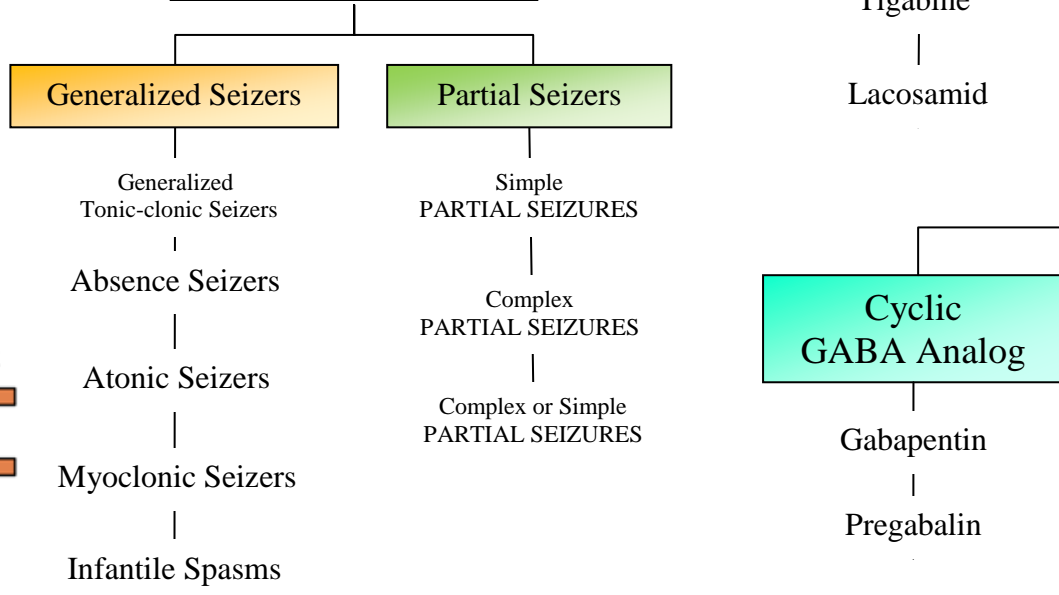 Generalized Seizers
Generalized
Tonic-clonic Seizers
Absence Seizers
Atonic Seizers
Myoclonic Seizers
Infantile Spasms
Partial Seizers
Simple
PARTIAL SEIZURES
Complex
PARTIAL SEIZURES
Complex or Simple
PARTIAL SEIZURES
Lacosamid
Cyclic
GABA Analog
Gabapentin
Pregabalin